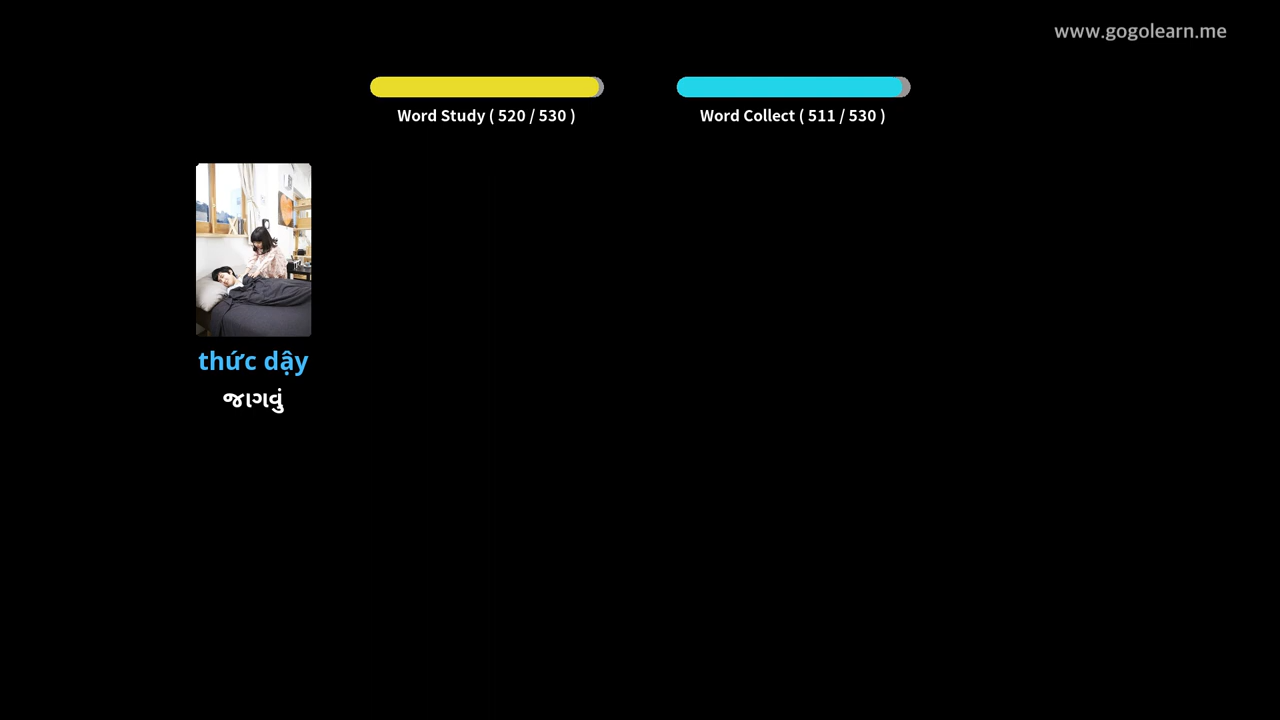 www.gogolearn.me
Word Study ( 520 / 530 )
Word Collect ( 511 / 530 )
thức dậy
જાગવું